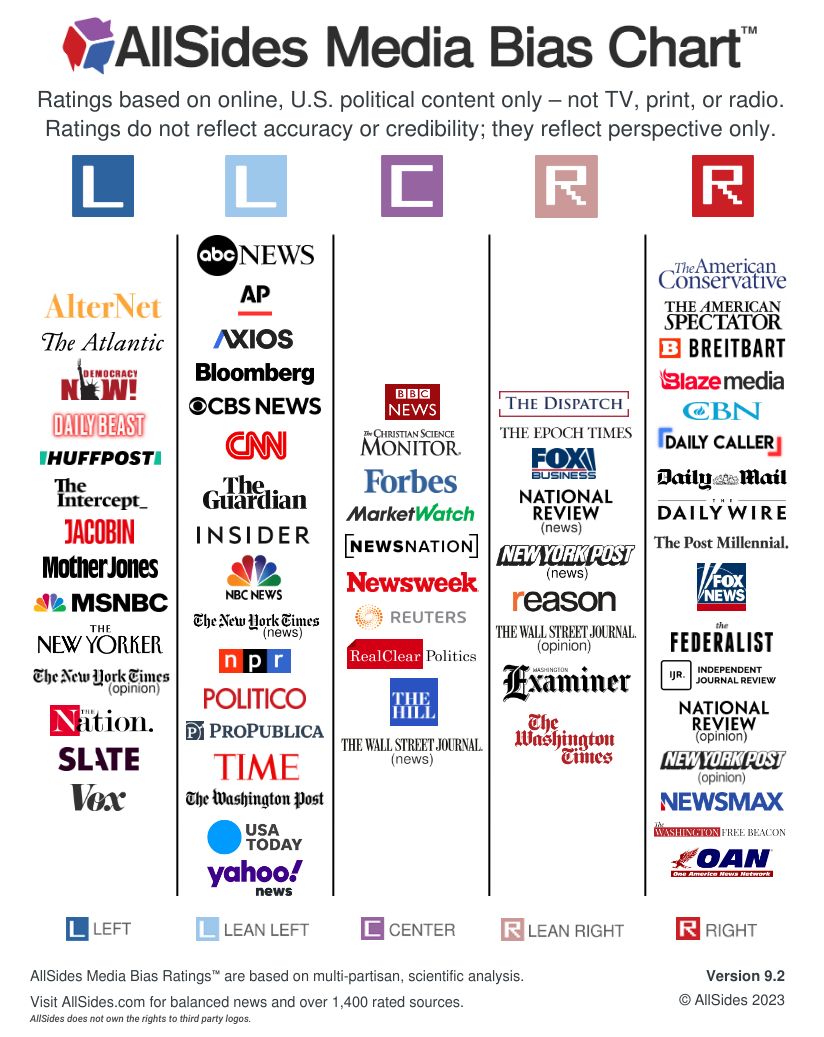 AllSides Media Bias Chart™
Ratings based on online, U.S. political content only – not TV, print, or radio.
Ratings do not reflect accuracy or credibility; they reflect perspective only.
L
L
C
R
R
AlterNet
The Atlantic
DEMOCRACY
NOW!
DAILY BEAST
HUFFPOST
The
Intercept_
JACOBIN
MotherJones
MSNBC
THE
NEW YORKER
The New York Times
(opinion)
THE
Nation.
SLATE
Vox
abc NEWS
AP
AXIOS
Bloomberg
CBS NEWS
CNN
The
Guardian
INSIDER
NBC NEWS
The New York Times
(news)
npr
POLITICO
PROPUBLICA
TIME
The Washington Post
USA
TODAY
yahoo!
news
BBC
NEWS
The CHRISTIAN SCIENCE
MONITOR
Forbes
MarketWatch
NEWSNATION
Newsweek
REUTERS
RealClear Politics
THE
HILL
THE WALL STREET JOURNAL.
(news)
THE DISPATCH
THE EPOCH TIMES
FOX
BUSINESS
NATIONAL
REVIEW
(news)
NEW YORK POST
(news)
reason
THE WALL STREET JOURNAL.
(opinion)
WASHINGTON
Examiner
The
Washington
Times
The American
Conservative
THE AMERICAN
SPECTATOR
B BREITBART
Blaze media
CBN
DAILY CALLER
Daily Mail
THE
DAILY WIRE
The Post Millennial.
FOX
NEWS
the
FEDERALIST
IJR. INDEPENDENT
JOURNAL REVIEW
NATIONAL
REVIEW
(opinion)
NEW YORK POST
(opinion)
NEWSMAX
The
WASHINGTON FREE BEACON
OAN
One America News Network
L LEFT
L LEAN LEFT
C CENTER
R LEAN RIGHT
R RIGHT
AllSides Media Bias Ratings™ are based on multi-partisan, scientific analysis.
Visit AllSides.com for balanced news and over 1,400 rated sources.
AllSides does not own the rights to third party logos.
Version 9.2
© AllSides 2023